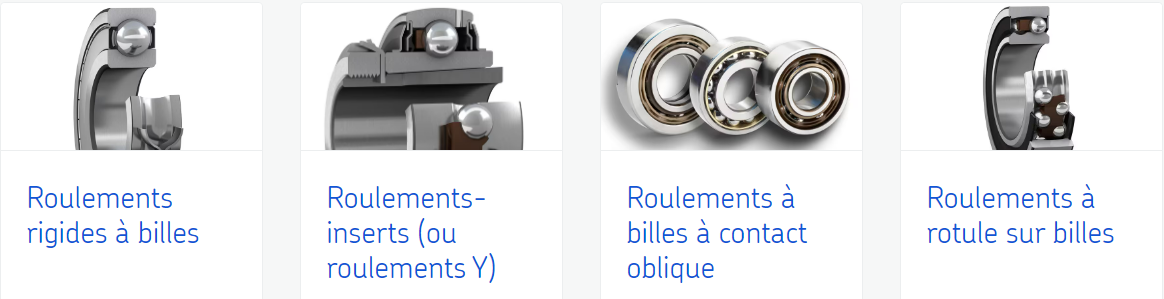 Roulements
rigides à billes
Roulements-
inserts (ou
roulements Y)
Roulements à
billes à contact
oblique
Roulements à
rotule sur billes